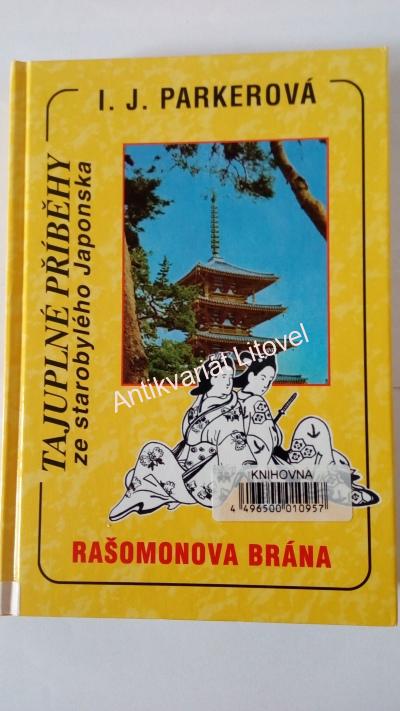 I. J. PARKEROVÁ
TAJUPLNÉ PŘÍBĚHY
ze starobylého Japonska
Antikvariát Litovel
KNIHOVNA
4 496500 010957
RAŠOMONOVA BRÁNA